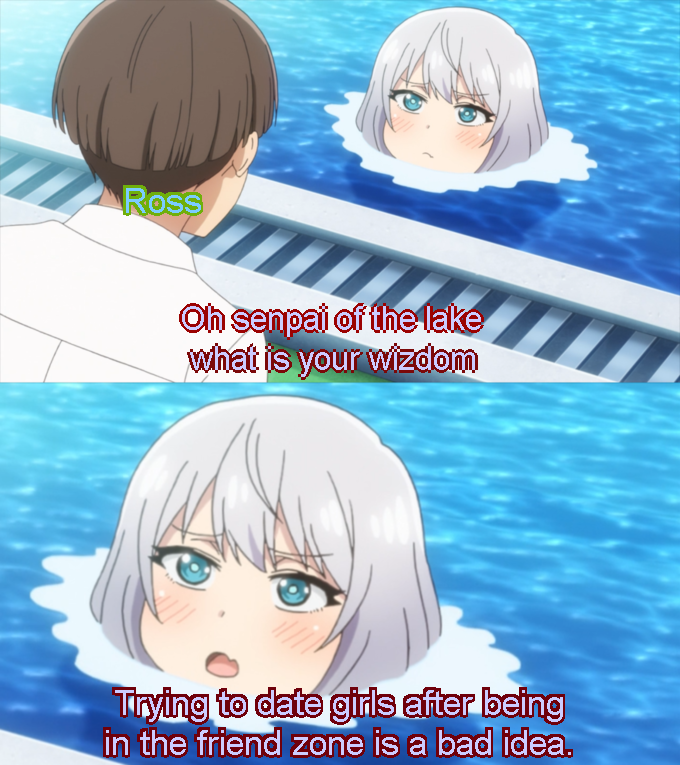 Ross
Oh senpai of the lake
what is your wizdom
Trying to date girls after being
in the friend zone is a bad idea.